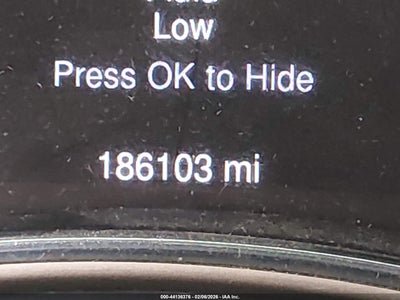 Low
Press OK to Hide
186103 mi
000-44136376 - 02/06/2026 - IAA Inc.